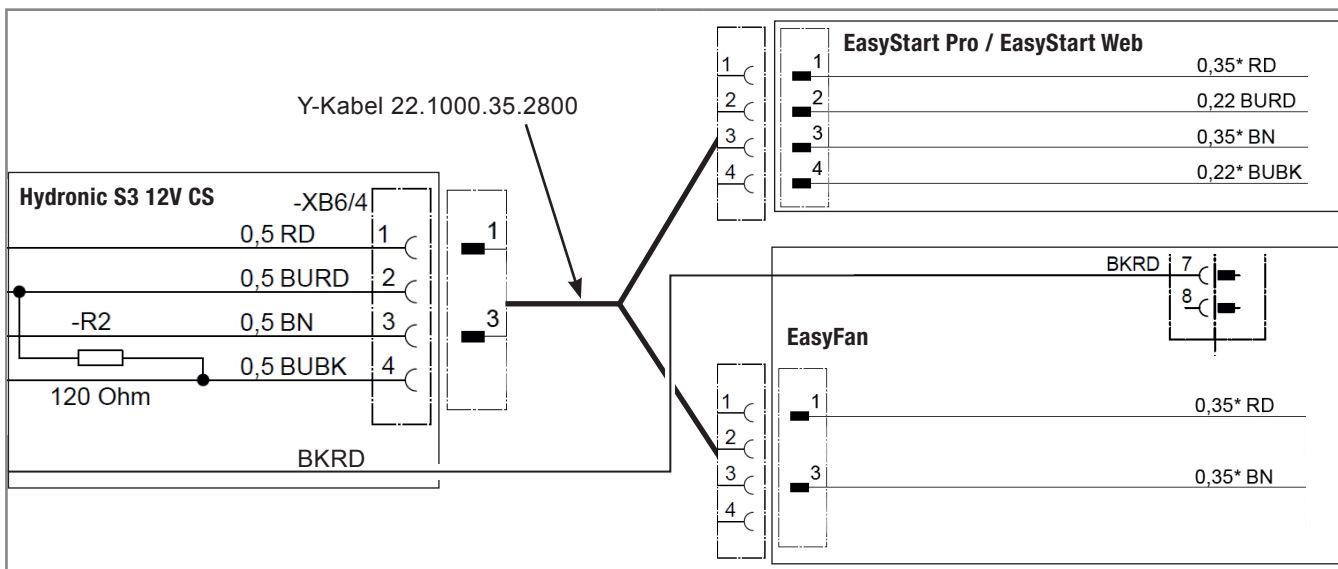 Y-Kabel 22.1000.35.2800
Hydronic S3 12V CS
-XB6/4
0,5 RD 1
0,5 BURD 2
-R2 0,5 BN 3
0,5 BUBK 4
120 Ohm
BKRD
1
3
EasyStart Pro / EasyStart Web
1 1 0,35* RD
2 2 0,22 BURD
3 3 0,35* BN
4 4 0,22* BUBK
BKRD 7
8
EasyFan
1 1 0,35* RD
2
3 3 0,35* BN
4